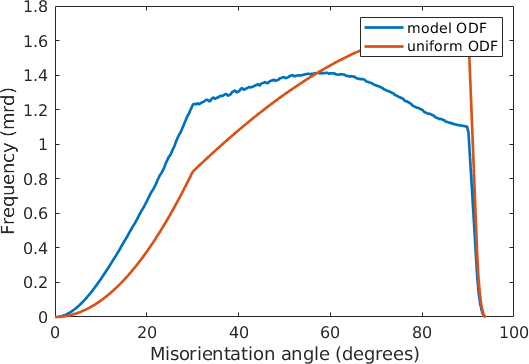 1.8
1.6
1.4
1.2
1
0.8
0.6
0.4
0.2
0
Frequency (mrd)
model ODF
uniform ODF
0 20 40 60 80 100
Misorientation angle (degrees)